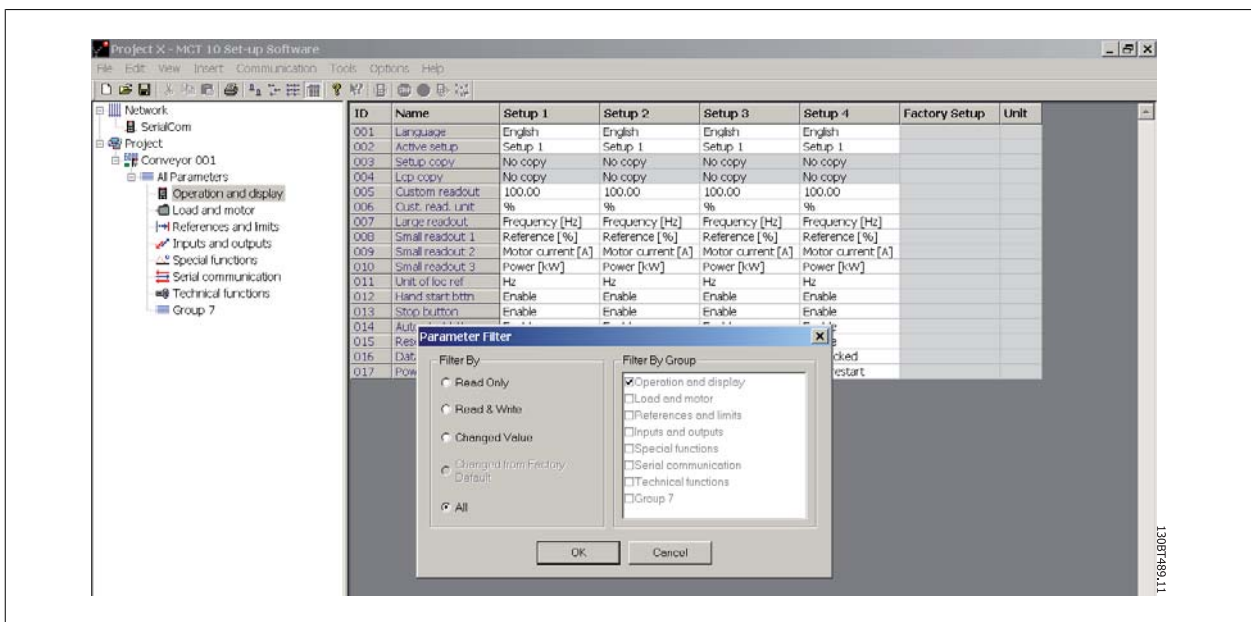 Project X - MCT 10 Set-up Software
File Edit View Insert Communication Tools Options Help
Network
SerialCom
Project
Conveyor 001
All Parameters
Operation and display
Load and motor
References and limits
Inputs and outputs
Special functions
Serial communication
Technical functions
Group 7
ID Name Setup 1 Setup 2 Setup 3 Setup 4 Factory Setup Unit
001 Language English English English English
002 Active setup Setup 1 Setup 1 Setup 1 Setup 1
003 Setup copy No copy No copy No copy No copy
004 Lcp copy No copy No copy No copy No copy
005 Custom readout 100.00 100.00 100.00 100.00
006 Cust. read. unit % % % %
007 Large readout Frequency [Hz] Frequency [Hz] Frequency [Hz] Frequency [Hz]
008 Small readout 1 Reference [%] Reference [%] Reference [%] Reference [%]
009 Small readout 2 Motor current [A] Motor current [A] Motor current [A] Motor current [A]
010 Small readout 3 Power [kW] Power [kW] Power [kW] Power [kW]
011 Unit of loc ref Hz Hz Hz Hz
012 Hand start bttn Enable Enable Enable Enable
013 Stop button Enable Enable Enable Enable
014
015 Res
016 Dat cked
017 Pow estart
Parameter Filter
Filter By
Read Only
Read & Write
Changed Value
Changed from Factory
Default
All
Filter By Group
Operation and display
Load and motor
References and limits
Inputs and outputs
Special functions
Serial communication
Technical functions
Group 7
OK Cancel
130BT489.11